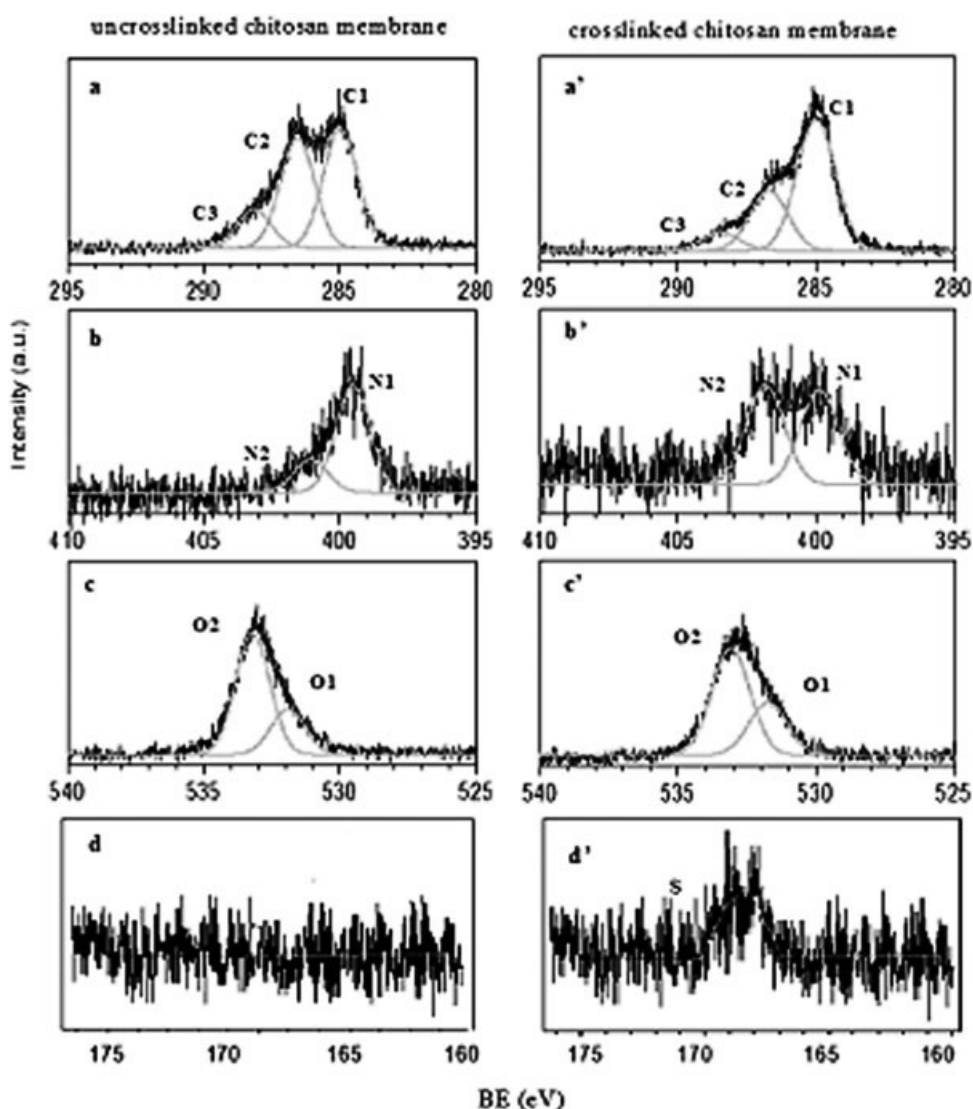 uncrosslinked chitosan membrane
crosslinked chitosan membrane
a
C1
C2
C3
295 290 285 280
a'
C1
C2
C3
295 290 285 280
Intensity (a.u.)
b
N1
N2
410 405 400 395
b'
N2
N1
410 405 400 395
c
O2
O1
540 535 530 525
c'
O2
O1
540 535 530 525
d
175 170 165 160
d'
S
175 170 165 160
BE (eV)